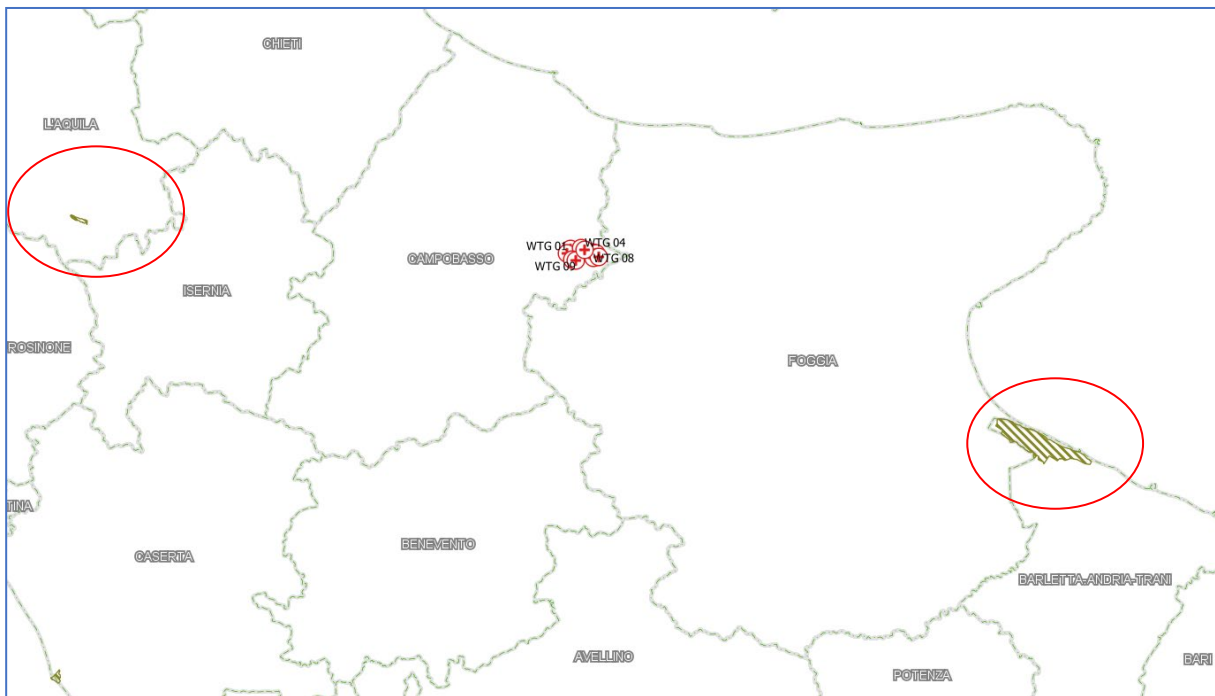 CHIETI
L'AQUILA
WTG 01
WTG 04
CAMPOBASSO
WTG 08
WTG 09
ISERNIA
ROSINONE
FOGGIA
TINA
BENEVENTO
CASERTA
BARLETTA-ANDRIA-TRANI
AVELLINO
BARI
POTENZA